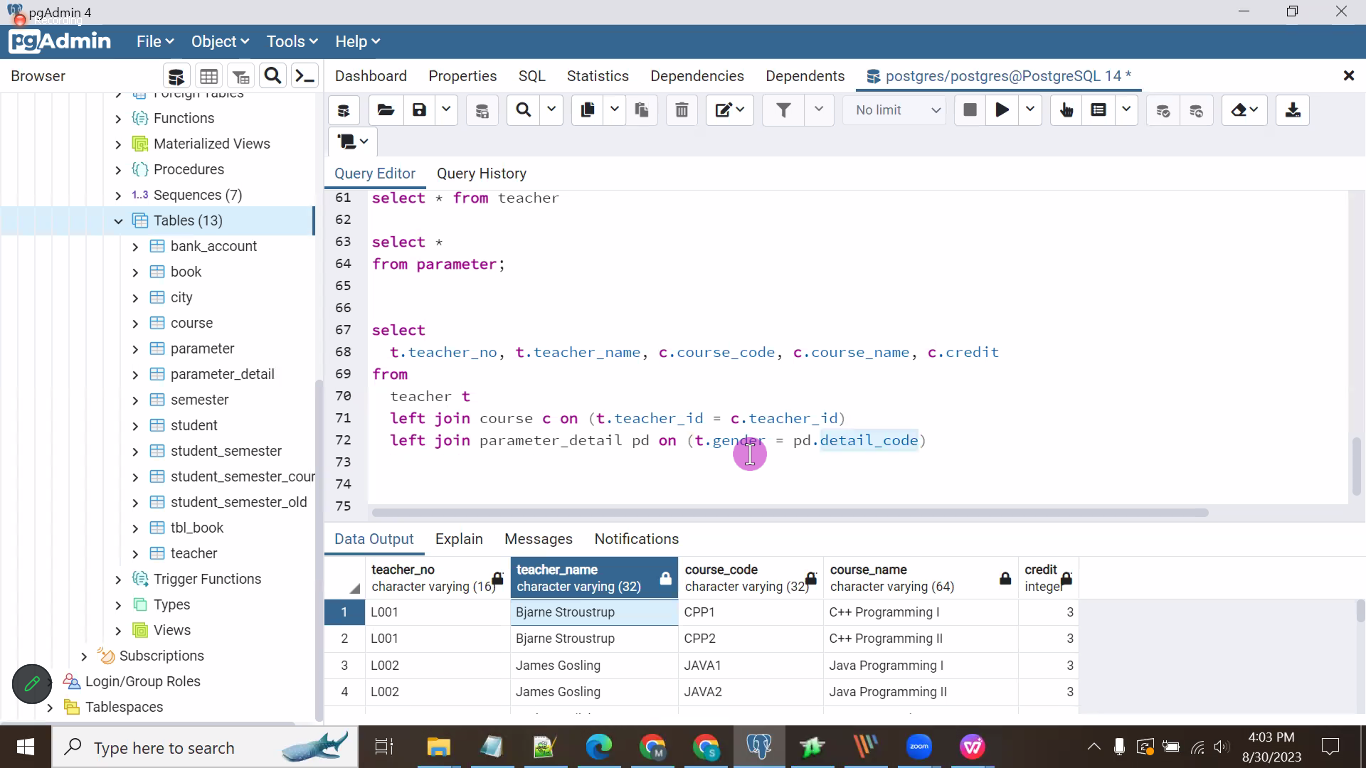 pgAdmin 4
Recording
pgAdmin File Object Tools Help
Browser
Dashboard Properties SQL Statistics Dependencies Dependents postgres/postgres@PostgreSQL 14 *
No limit
Query Editor Query History
Foreign Tables
Functions
Materialized Views
Procedures
1..3 Sequences (7)
Tables (13)
bank_account
book
city
course
parameter
parameter_detail
semester
student
student_semester
student_semester_cour
student_semester_old
tbl_book
teacher
Trigger Functions
Types
Views
Subscriptions
Login/Group Roles
Tablespaces
61 select * from teacher
62
63 select *
64 from parameter;
65
66
67 select
68 t.teacher_no, t.teacher_name, c.course_code, c.course_name, c.credit
69 from
70 teacher t
71 left join course c on (t.teacher_id = c.teacher_id)
72 left join parameter_detail pd on (t.gender = pd.detail_code)
73
74
75
Data Output Explain Messages Notifications
teacher_no character varying (16) teacher_name character varying (32) course_code character varying (32) course_name character varying (64) credit integer
1 L001 Bjarne Stroustrup CPP1 C++ Programming I 3
2 L001 Bjarne Stroustrup CPP2 C++ Programming II 3
3 L002 James Gosling JAVA1 Java Programming I 3
4 L002 James Gosling JAVA2 Java Programming II 3
Type here to search
zoom
4:03 PM
8/30/2023